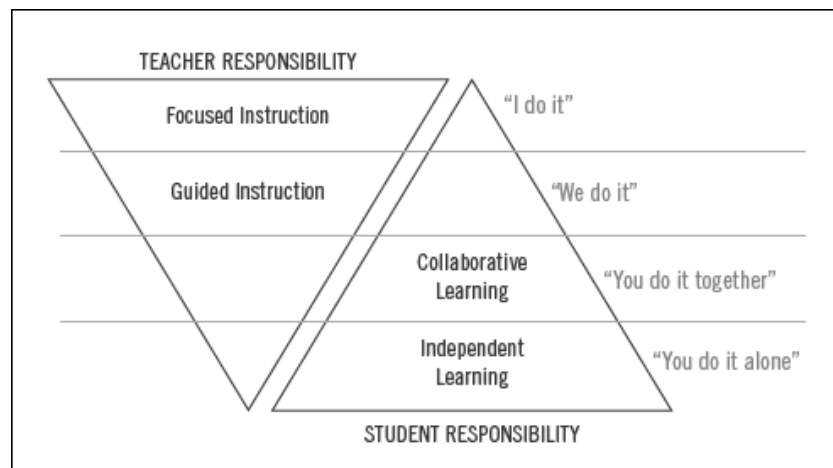 TEACHER RESPONSIBILITY
Focused Instruction
“I do it”
Guided Instruction
“We do it”
Collaborative
Learning
“You do it together”
Independent
Learning
“You do it alone”
STUDENT RESPONSIBILITY